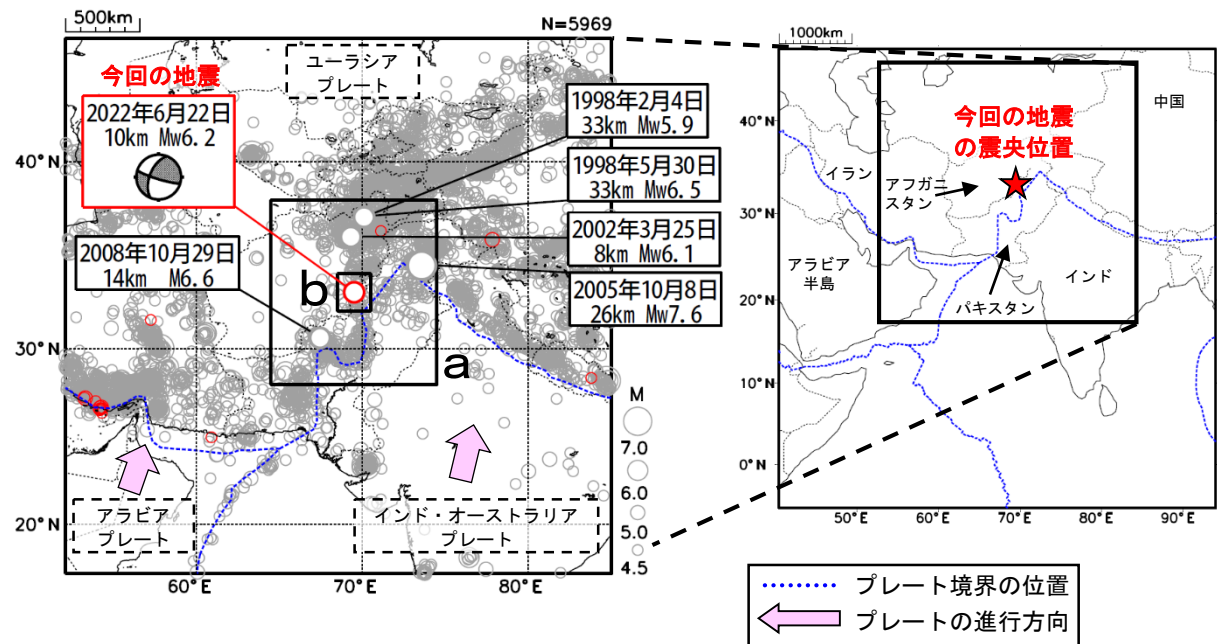 500km
N=5969
今回の地震
2022年6月22日
10km Mw6.2
ユーラシア
プレート
1998年2月4日
33km Mw5.9
1998年5月30日
33km Mw6.5
2002年3月25日
8km Mw6.1
2005年10月8日
26km Mw7.6
2008年10月29日
14km M6.6
b
a
40°N
30°N
20°N
60°E
70°E
80°E
アラビア
プレート
インド・オーストラリア
プレート
M
7.0
6.0
5.0
4.5
1000km
中国
今回の地震
の震央位置
イラン
アフガニ
スタン
アラビア
半島
インド
パキスタン
40°N
30°N
20°N
10°N
0°N
50°E
60°E
70°E
80°E
90°E
プレート境界の位置
プレートの進行方向